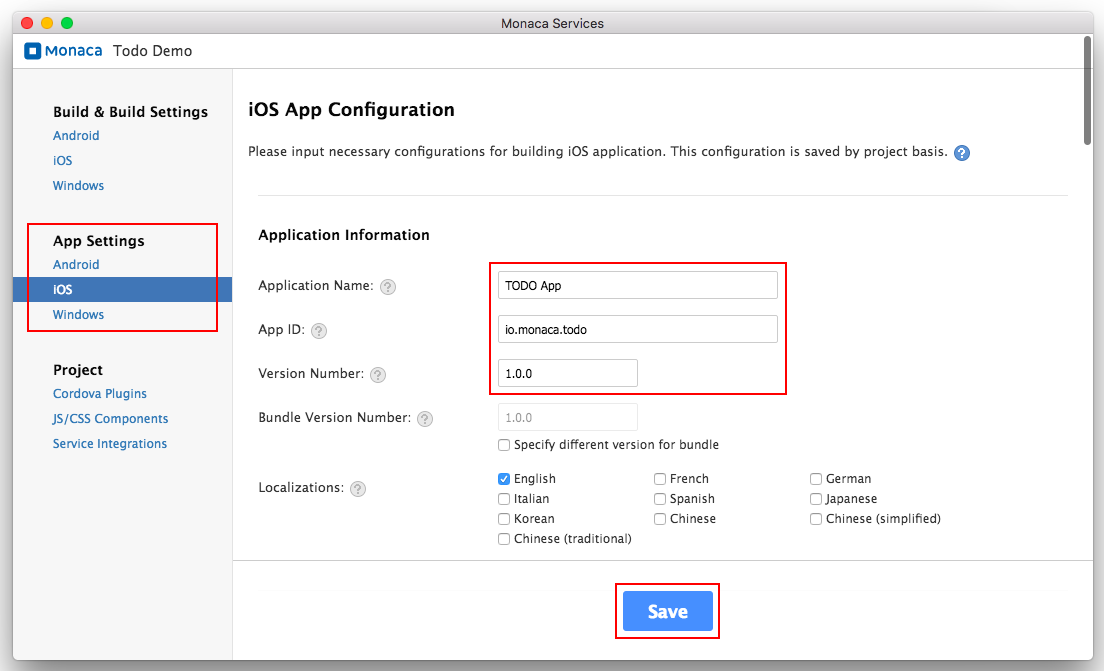 Monaca Services
Monaca Todo Demo
Build & Build Settings
Android
iOS
Windows
App Settings
Android
iOS
Windows
Project
Cordova Plugins
JS/CSS Components
Service Integrations
iOS App Configuration
Please input necessary configurations for building iOS application. This configuration is saved by project basis. ?
Application Information
Application Name: ? TODO App
App ID: ? io.monaca.todo
Version Number: ? 1.0.0
Bundle Version Number: ? 1.0.0
Specify different version for bundle
Localizations: ?
English French German
Italian Spanish Japanese
Korean Chinese Chinese (simplified)
Chinese (traditional)
Save